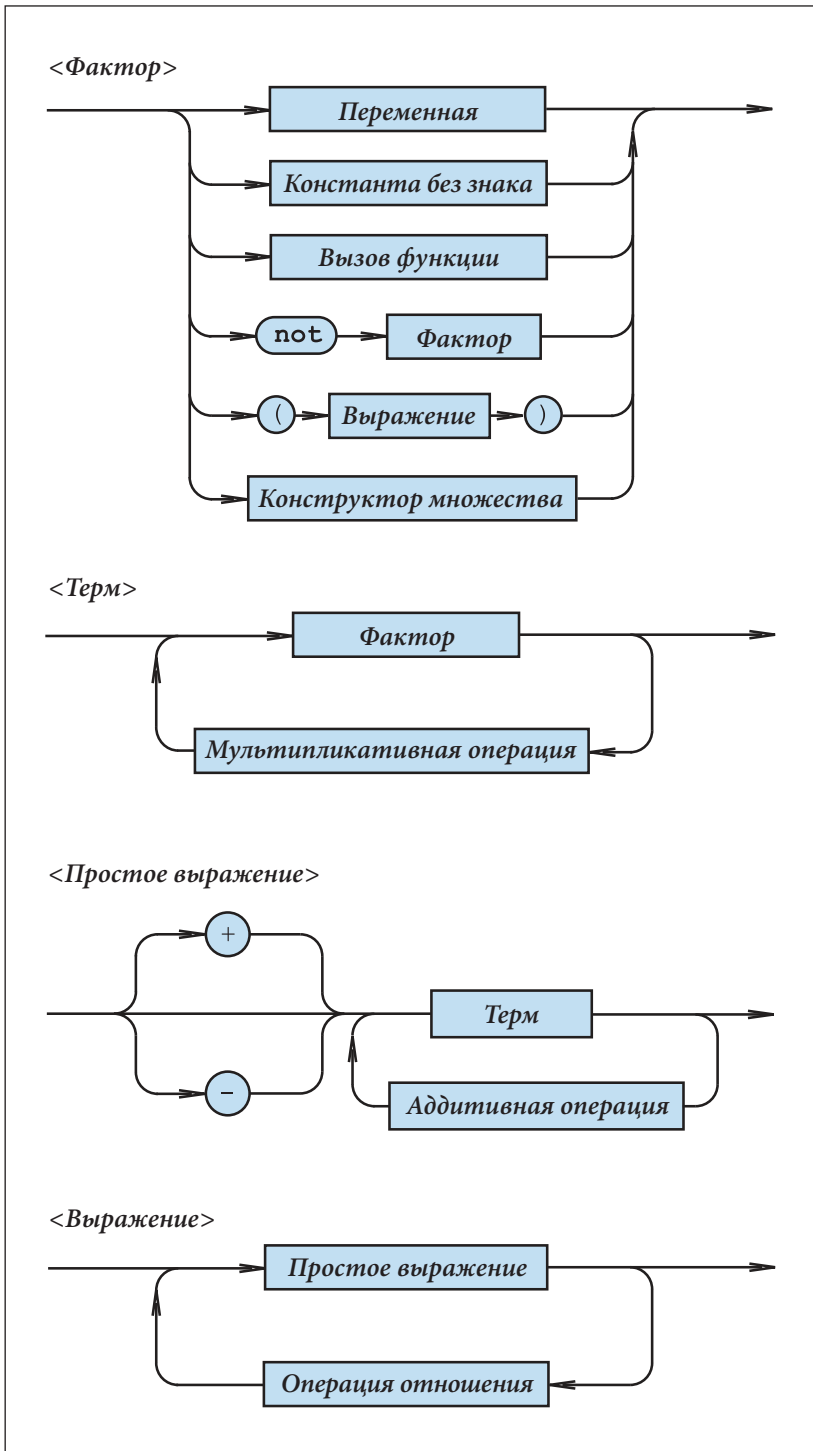 <Фактор>
Переменная
Константа без знака
Вызов функции
not Фактор
( Выражение )
Конструктор множества
<Терм>
Фактор
Мультипликативная операция
<Простое выражение>
+
Терм
-
Аддитивная операция
<Выражение>
Простое выражение
Операция отношения